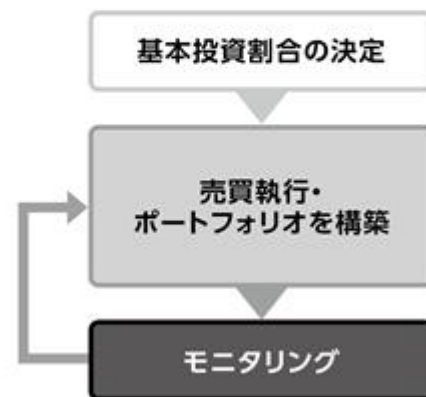 基本投資割合の決定
売買執行・
ポートフォリオを構築
モニタリング